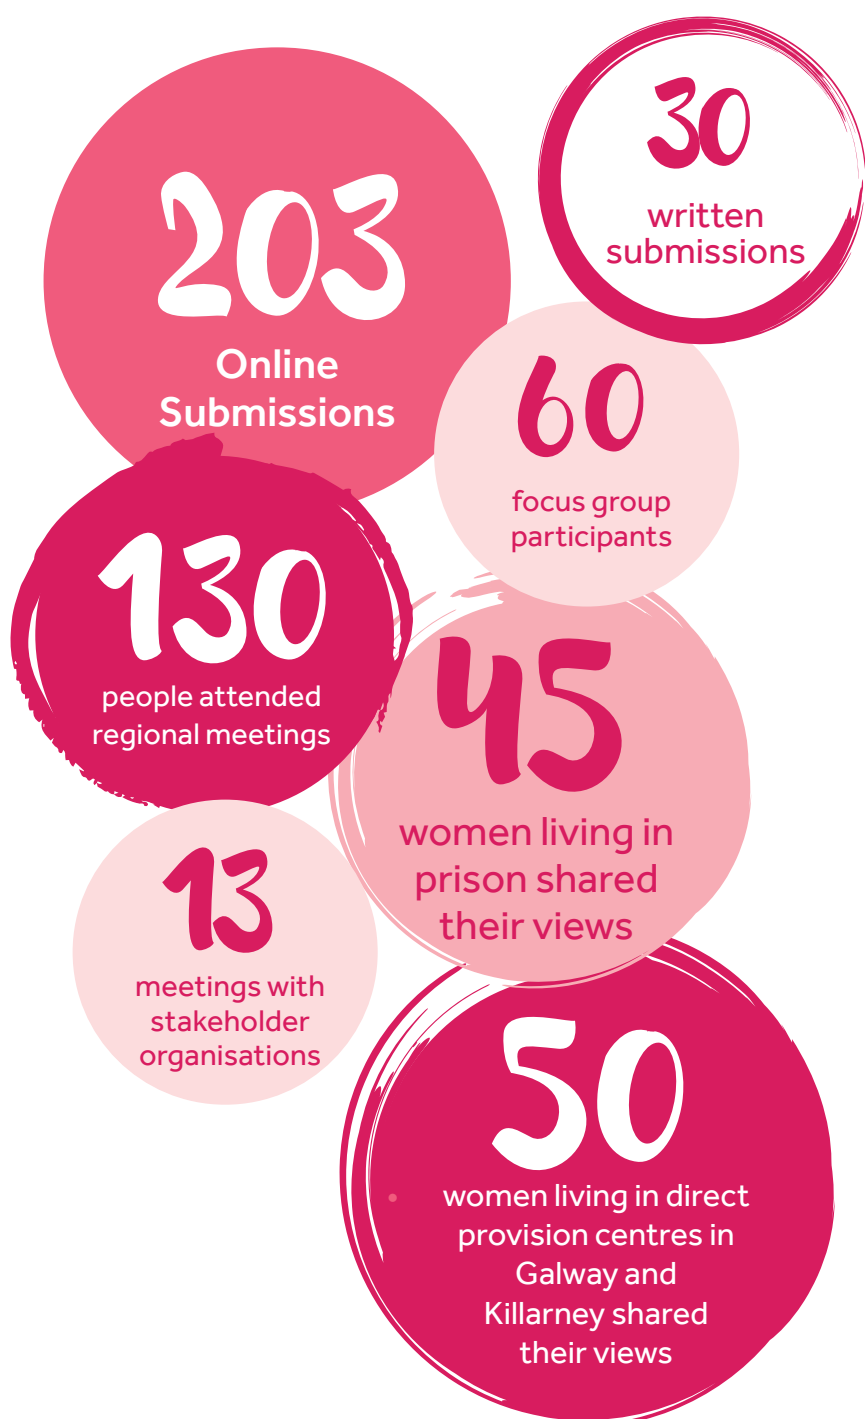 203
Online
Submissions
30
written
submissions
60
focus group
participants
130
people attended
regional meetings
45
women living in
prison shared
their views
13
meetings with
stakeholder
organisations
50
women living in direct
provision centres in
Galway and
Killarney shared
their views